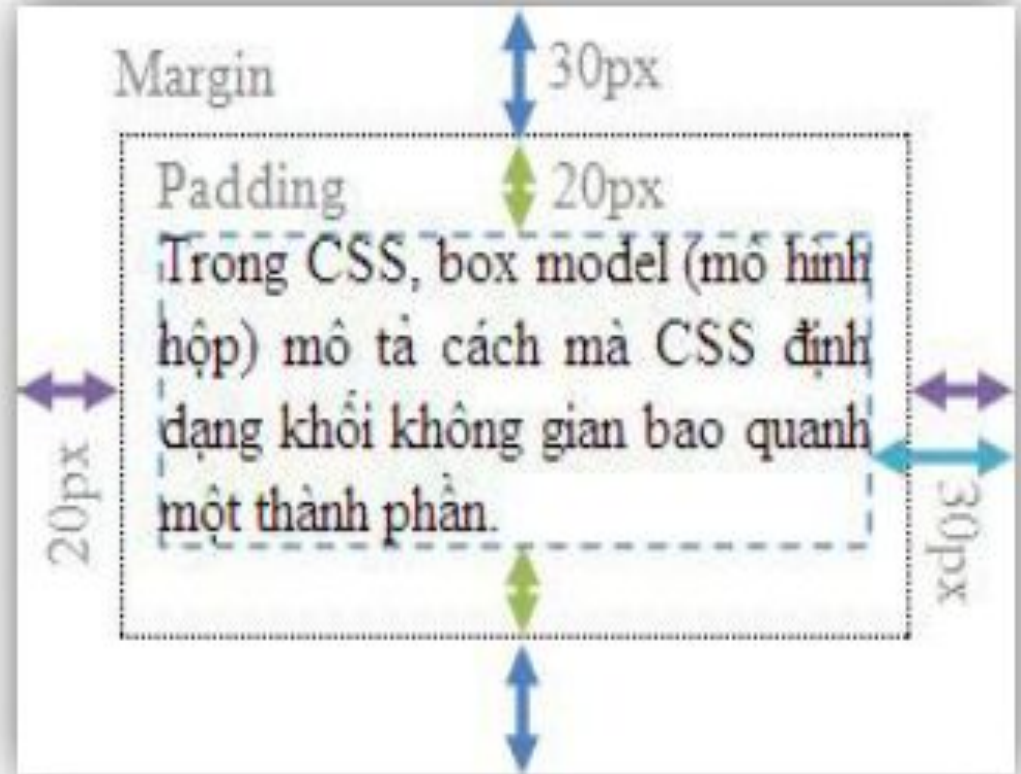 Margin
30px
Padding
20px
Trong CSS, box model (mô hình
hộp) mô tả cách mà CSS định
dạng khối không gian bao quanh
một thành phần.
20px
30px